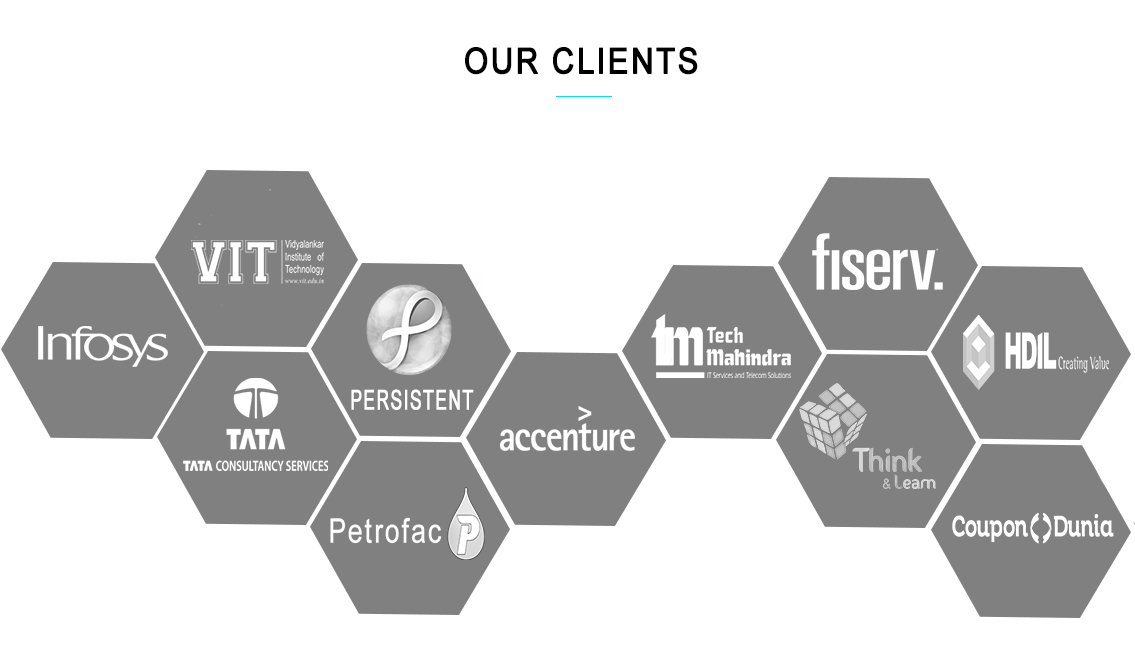 OUR CLIENTS
Infosys
VIT
Vidyalankar
Institute of
Technology
www.vit.edu.in
TATA
TATA CONSULTANCY SERVICES
PERSISTENT
Petrofac
P
>
accenture
tm
Tech
Mahindra
IT Services and Telecom Solutions
fiserv.
Think
& Learn
HDIL Creating Value
Coupon Dunia